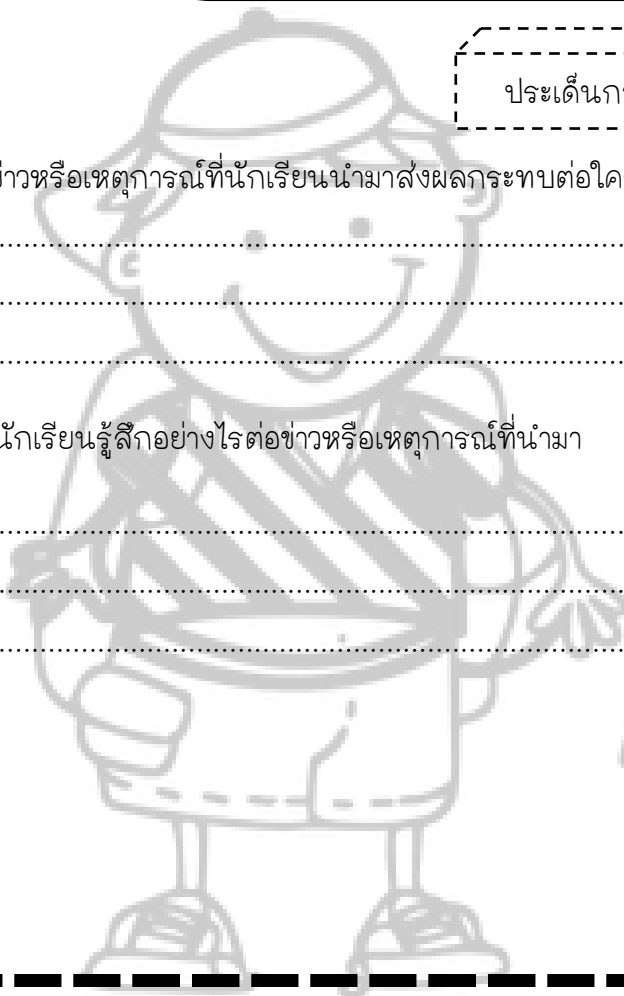 ประเด็น
ข่าวหรือเหตุการณ์ที่นักเรียนนำมาส่งผลกระทบต่อใค
............................................................
............................................................
............................................................
นักเรียนรู้สึกอย่างไรต่อข่าวหรือเหตุการณ์ที่นำมา
............................................................
............................................................
............................................................